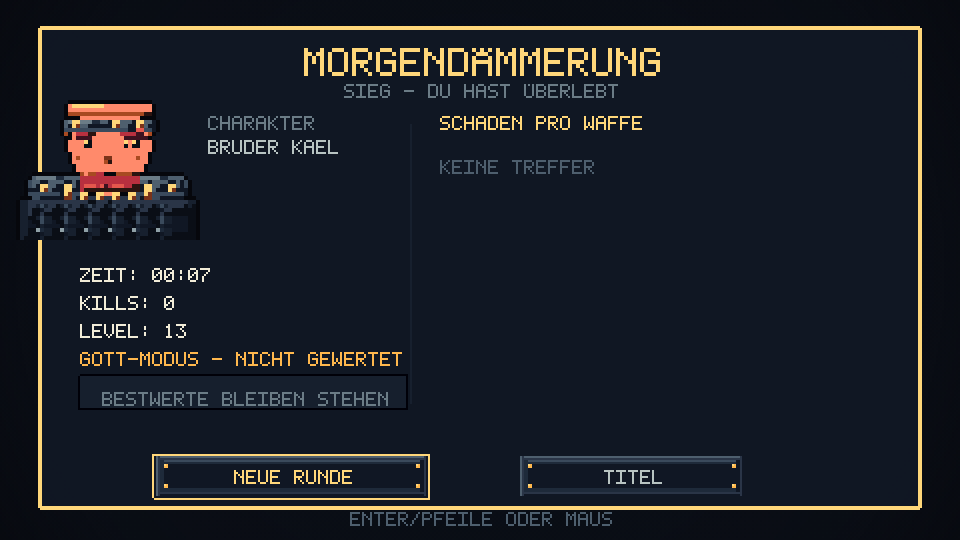 MORGENDÄMMERUNG
SIEG - DU HAST ÜBERLEBT
CHARAKTER
BRUDER KAEL
SCHADEN PRO WAFFE
KEINE TREFFER
ZEIT: 00:07
KILLS: 0
LEVEL: 13
GOTT-MODUS - NICHT GEWERTET
BESTWERTE BLEIBEN STEHEN
NEUE RUNDE
TITEL
ENTER/PFEILE ODER MAUS